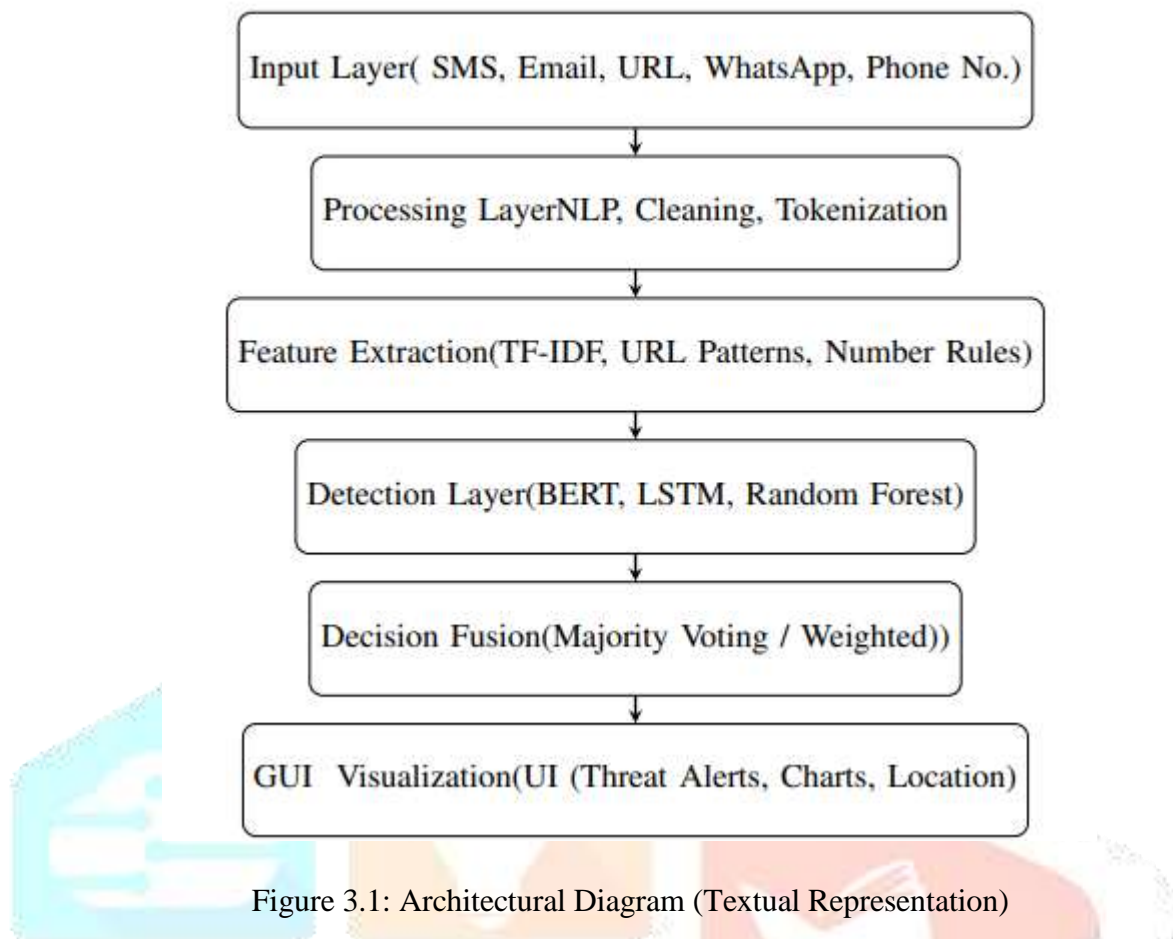 Input Layer( SMS, Email, URL, WhatsApp, Phone No.)
Processing LayerNLP, Cleaning, Tokenization
Feature Extraction(TF-IDF, URL Patterns, Number Rules)
Detection Layer(BERT, LSTM, Random Forest)
Decision Fusion(Majority Voting / Weighted))
GUI Visualization(UI (Threat Alerts, Charts, Location)
Figure 3.1: Architectural Diagram (Textual Representation)